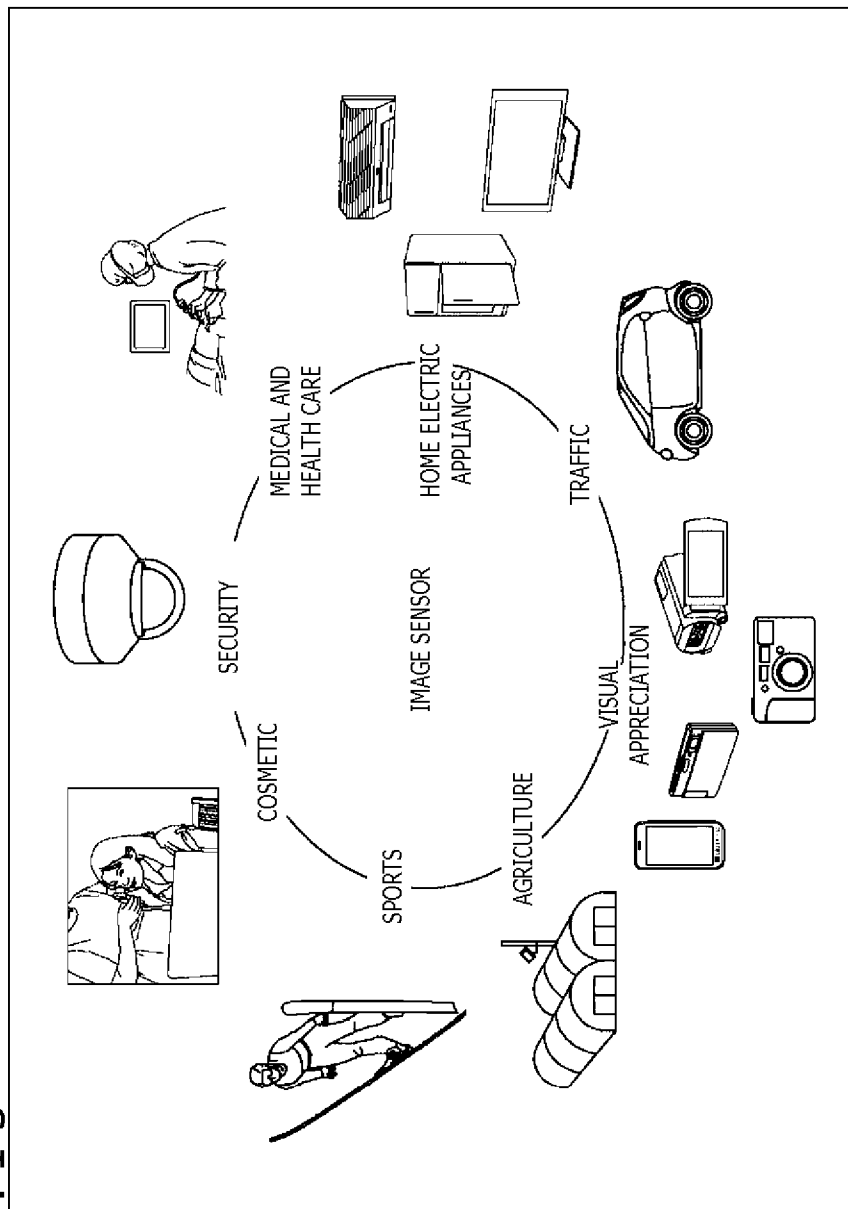 SECURITY
COSMETIC
MEDICAL AND
HEALTH CARE
SPORTS
IMAGE SENSOR
HOME ELECTRIC
APPLIANCES
AGRICULTURE
TRAFFIC
VISUAL
APPRECIATION